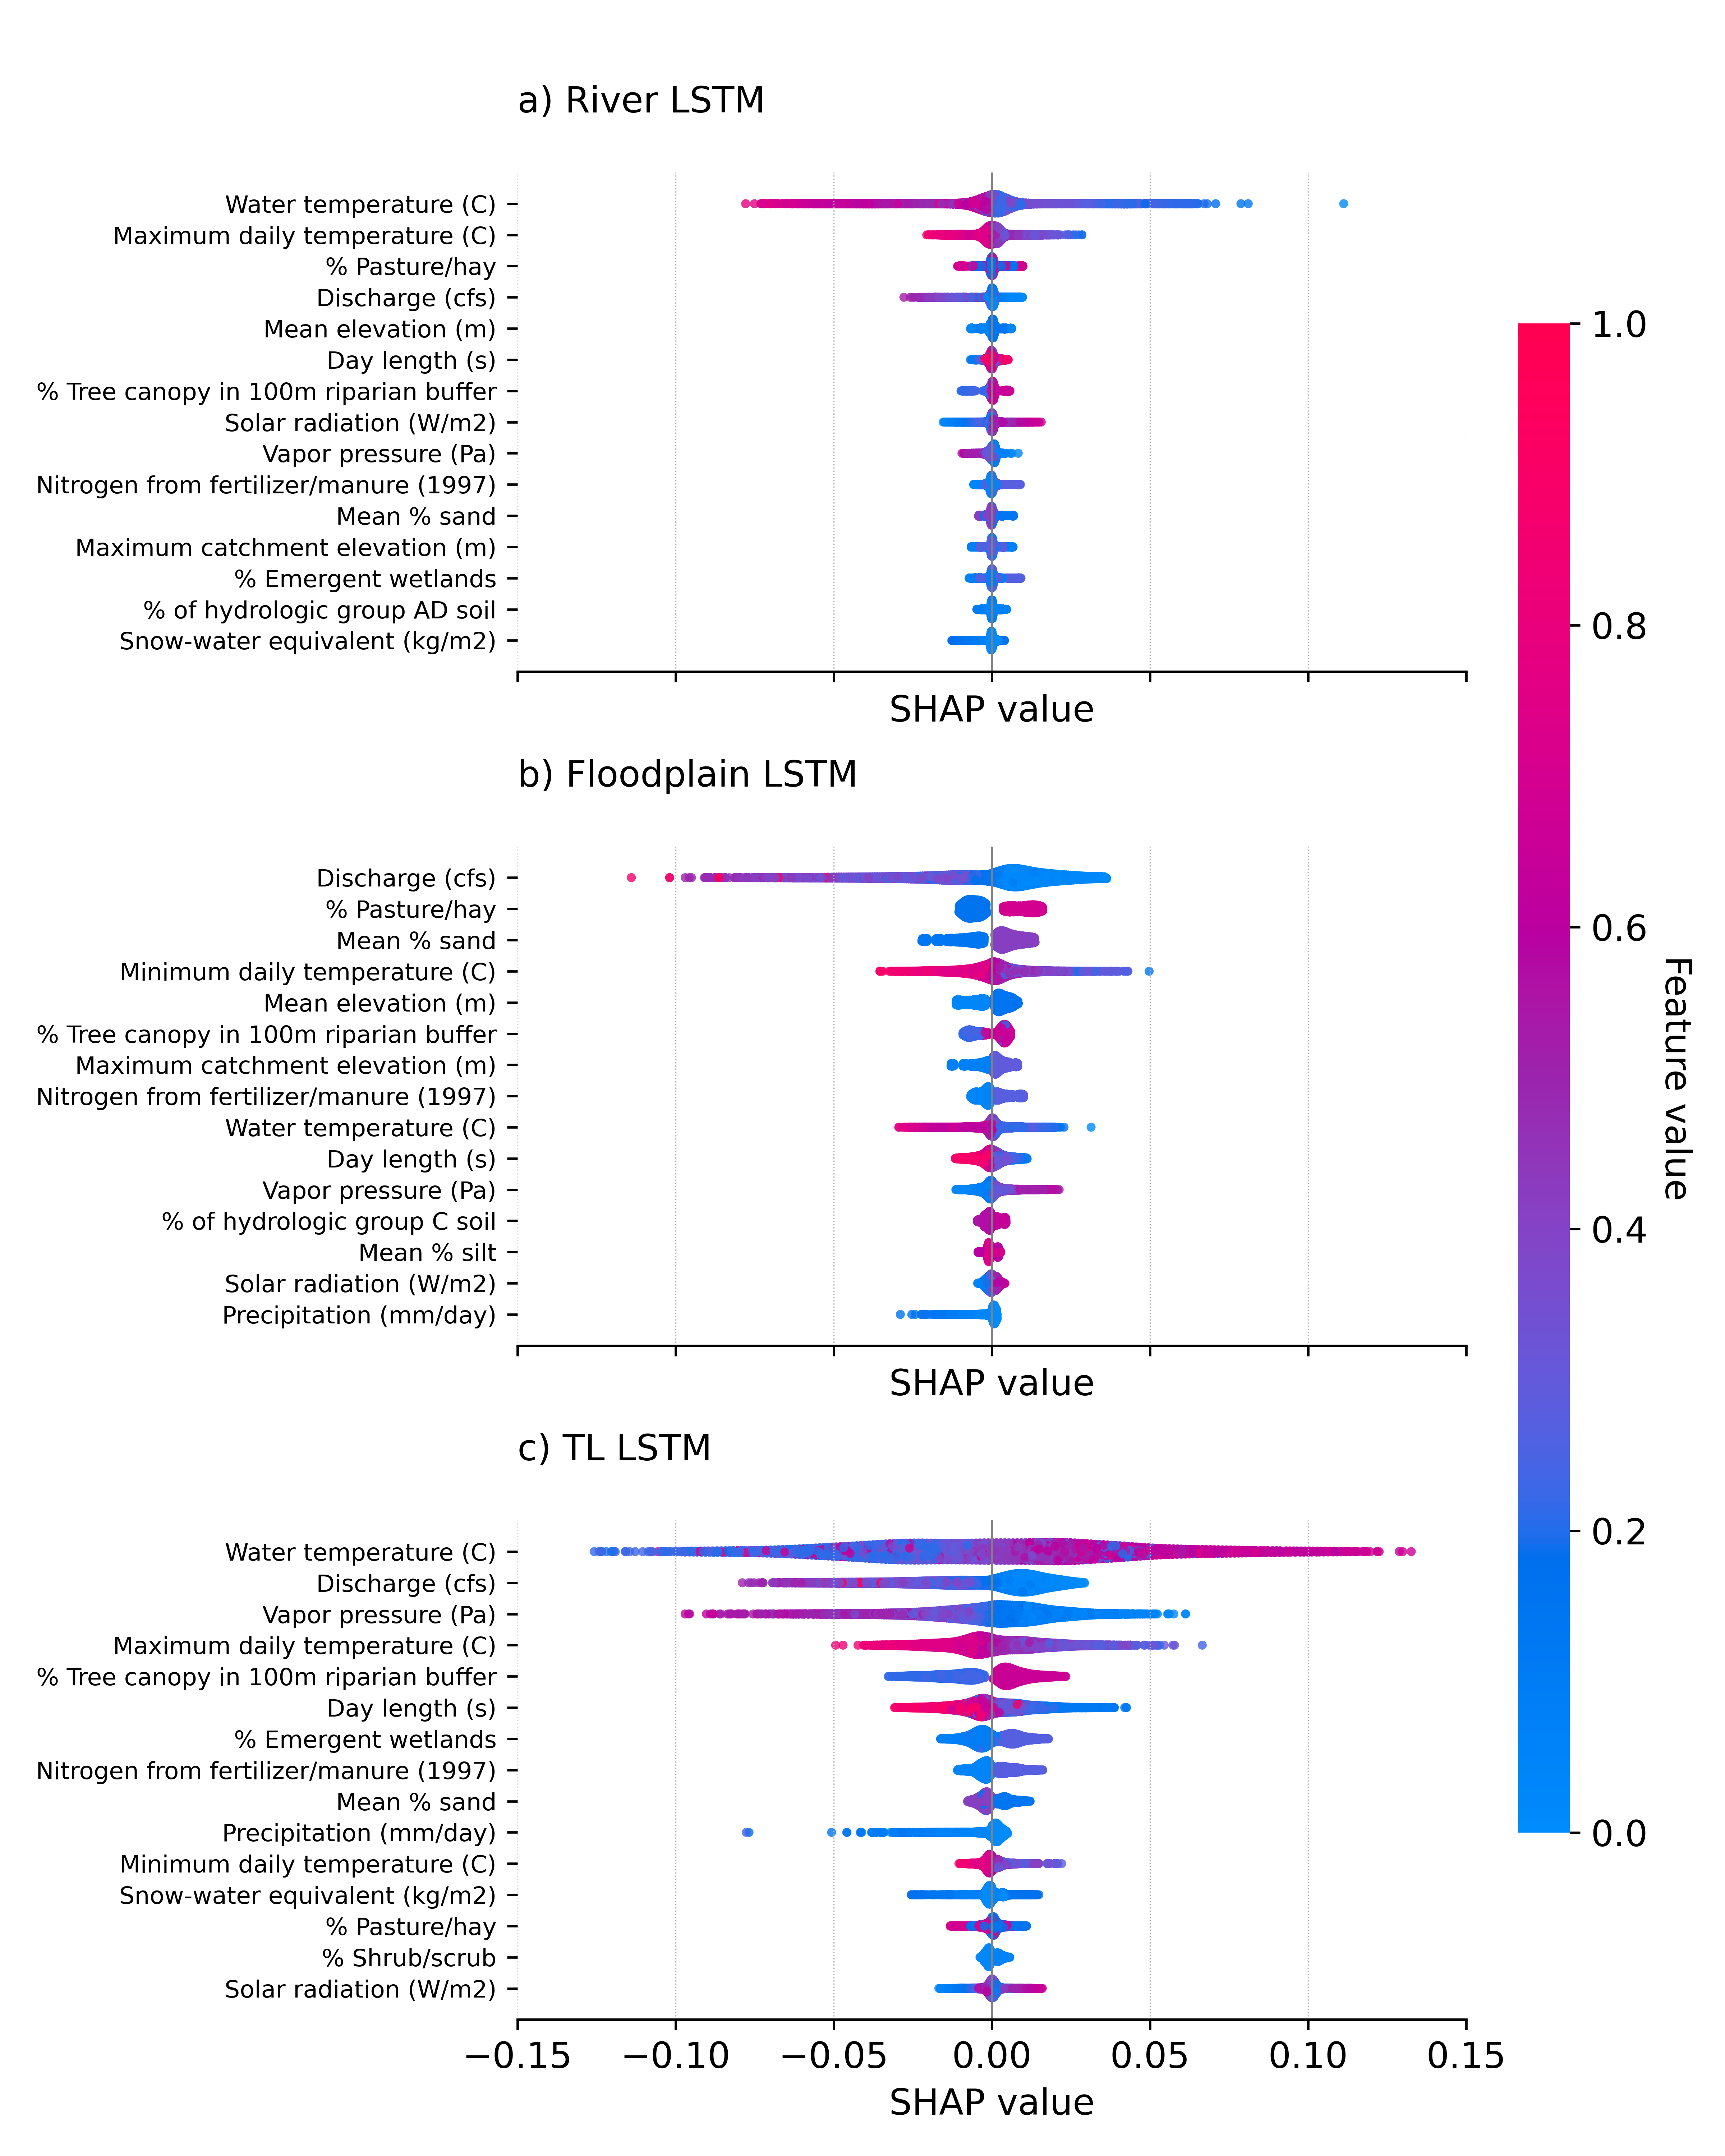 a) River LSTM
Water temperature (C)
Maximum daily temperature (C)
% Pasture/hay
Discharge (cfs)
Mean elevation (m)
Day length (s)
% Tree canopy in 100m riparian buffer
Solar radiation (W/m2)
Vapor pressure (Pa)
Nitrogen from fertilizer/manure (1997)
Mean % sand
Maximum catchment elevation (m)
% Emergent wetlands
% of hydrologic group AD soil
Snow-water equivalent (kg/m2)
SHAP value
b) Floodplain LSTM
Discharge (cfs)
% Pasture/hay
Mean % sand
Minimum daily temperature (C)
Mean elevation (m)
% Tree canopy in 100m riparian buffer
Maximum catchment elevation (m)
Nitrogen from fertilizer/manure (1997)
Water temperature (C)
Day length (s)
Vapor pressure (Pa)
% of hydrologic group C soil
Mean % silt
Solar radiation (W/m2)
Precipitation (mm/day)
SHAP value
c) TL LSTM
Water temperature (C)
Discharge (cfs)
Vapor pressure (Pa)
Maximum daily temperature (C)
% Tree canopy in 100m riparian buffer
Day length (s)
% Emergent wetlands
Nitrogen from fertilizer/manure (1997)
Mean % sand
Precipitation (mm/day)
Minimum daily temperature (C)
Snow-water equivalent (kg/m2)
% Pasture/hay
% Shrub/scrub
Solar radiation (W/m2)
−0.15 −0.10 −0.05 0.00 0.05 0.10 0.15
SHAP value
1.0
0.8
0.6
0.4
0.2
0.0
Feature value